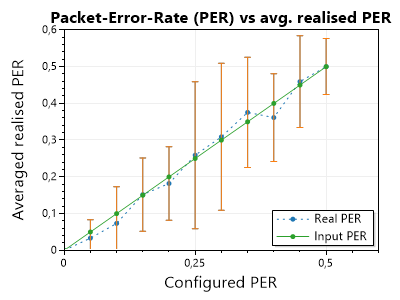 Packet-Error-Rate (PER) vs avg. realised PER
Averaged realised PER
0,6
0,5
0,4
0,3
0,2
0,1
0
0
0,25
0,5
Configured PER
Real PER
Input PER